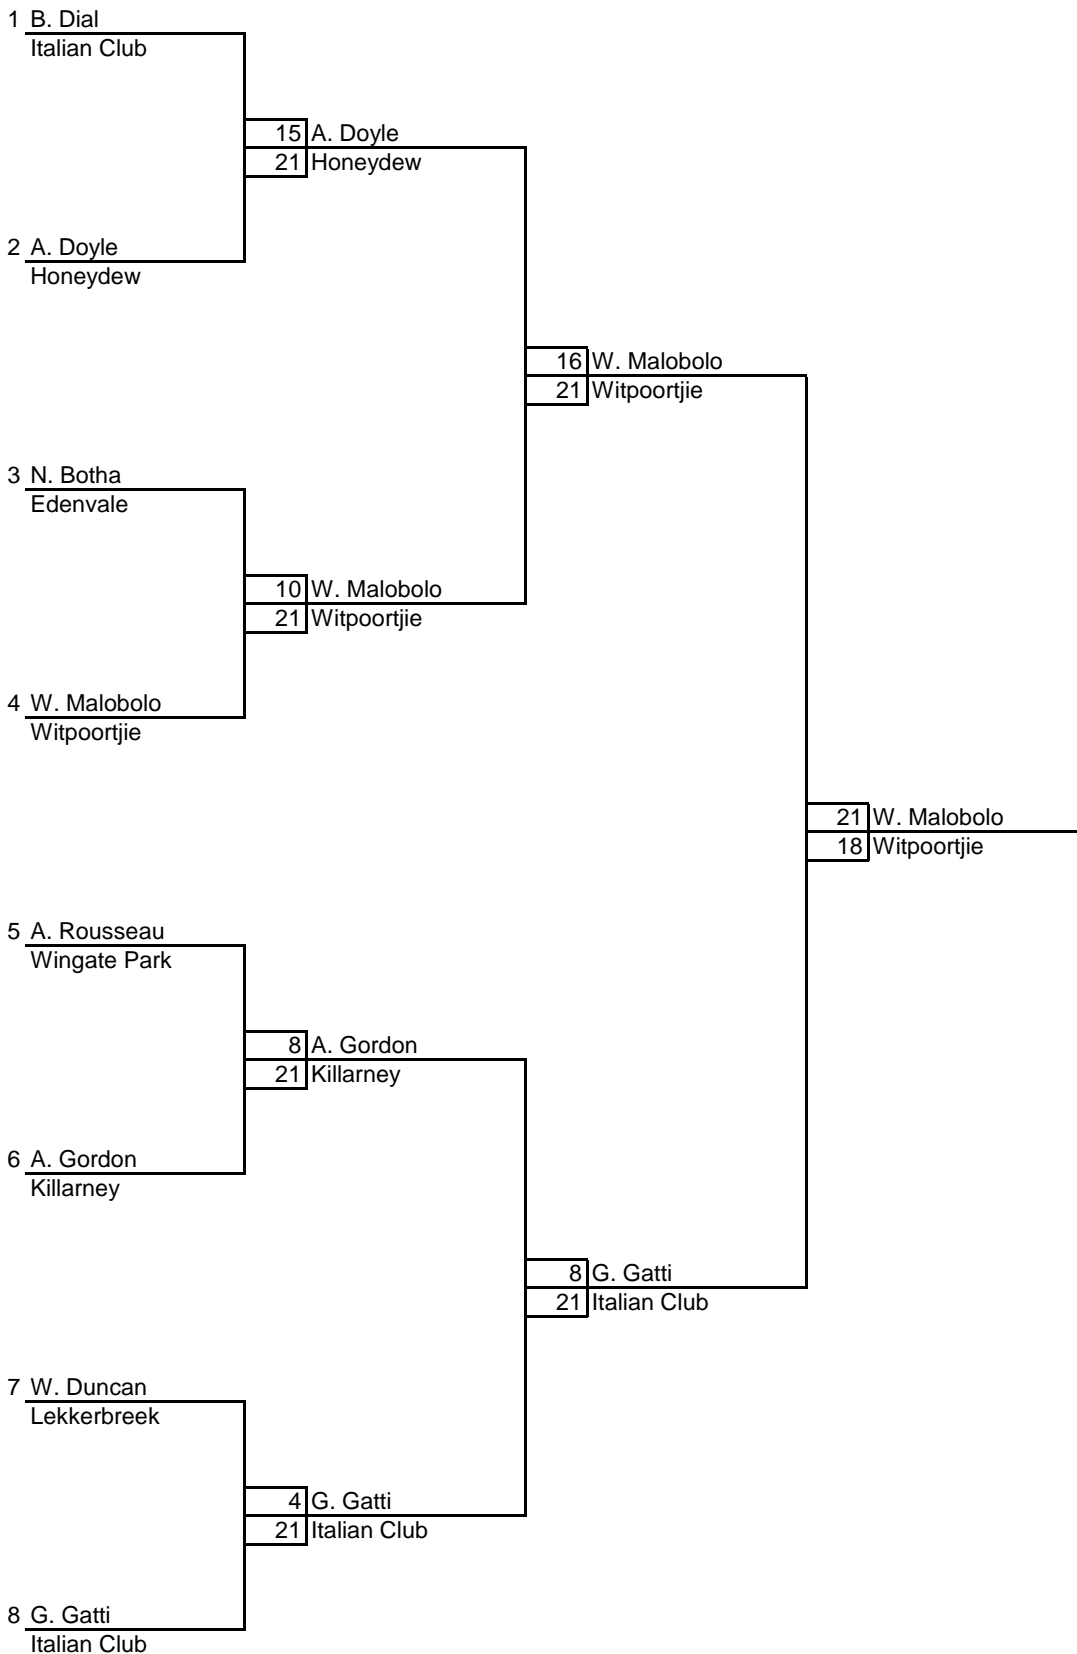 1 B. Dial
Italian Club
15 A. Doyle
21 Honeydew
2 A. Doyle
Honeydew
16 W. Malobolo
21 Witpoortjie
3 N. Botha
Edenvale
10 W. Malobolo
21 Witpoortjie
4 W. Malobolo
Witpoortjie
21 W. Malobolo
18 Witpoortjie
5 A. Rousseau
Wingate Park
8 A. Gordon
21 Killarney
6 A. Gordon
Killarney
8 G. Gatti
21 Italian Club
7 W. Duncan
Lekkerbreek
4 G. Gatti
21 Italian Club
8 G. Gatti
Italian Club